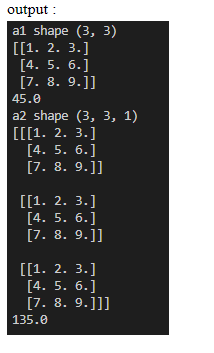 output :
a1 shape (3, 3)
[[1. 2. 3.]
 [4. 5. 6.]
 [7. 8. 9.]]
45.0
a2 shape (3, 3, 1)
[[[1. 2. 3.]
  [4. 5. 6.]
  [7. 8. 9.]]

 [[1. 2. 3.]
  [4. 5. 6.]
  [7. 8. 9.]]

 [[1. 2. 3.]
  [4. 5. 6.]
  [7. 8. 9.]]]
135.0